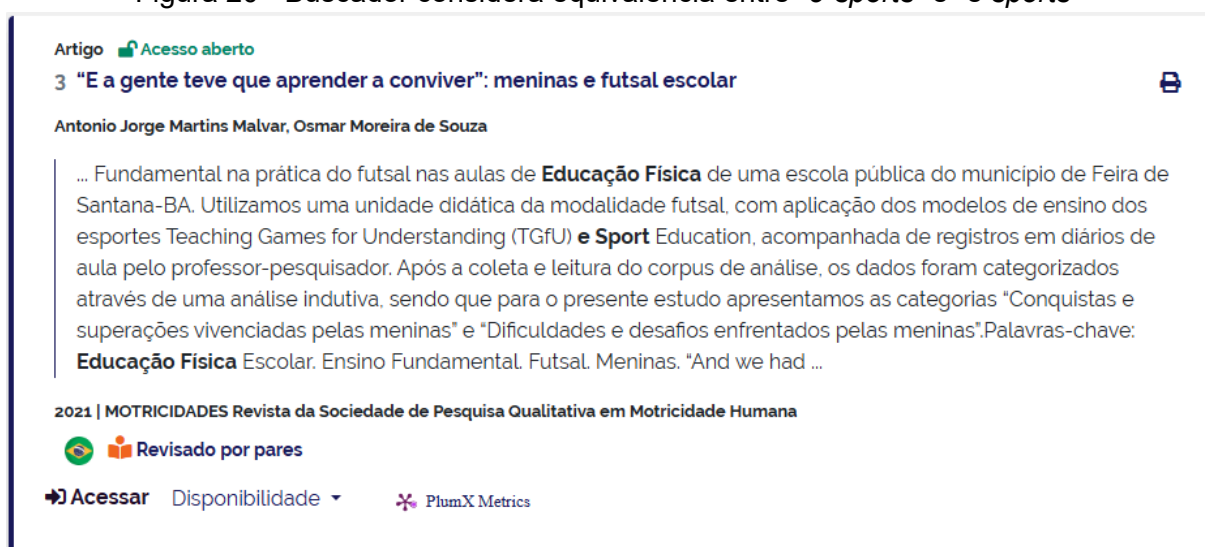 Artigo Acesso aberto
3 “E a gente teve que aprender a conviver”: meninas e futsal escolar
Antonio Jorge Martins Malvar, Osmar Moreira de Souza
... Fundamental na prática do futsal nas aulas de Educação Física de uma escola pública do município de Feira de
Santana-BA. Utilizamos uma unidade didática da modalidade futsal, com aplicação dos modelos de ensino dos
esportes Teaching Games for Understanding (TGfU) e Sport Education, acompanhada de registros em diários de
aula pelo professor-pesquisador. Após a coleta e leitura do corpus de análise, os dados foram categorizados
através de uma análise indutiva, sendo que para o presente estudo apresentamos as categorias “Conquistas e
superações vivenciadas pelas meninas” e “Dificuldades e desafios enfrentados pelas meninas”.Palavras-chave:
Educação Física Escolar. Ensino Fundamental. Futsal. Meninas. “And we had ...
2021 | MOTRICIDADES Revista da Sociedade de Pesquisa Qualitativa em Motricidade Humana
Revisado por pares
Acessar Disponibilidade PlumX Metrics